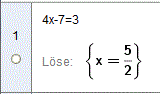 4x-7=3
1
Löse: {x = 5/2}